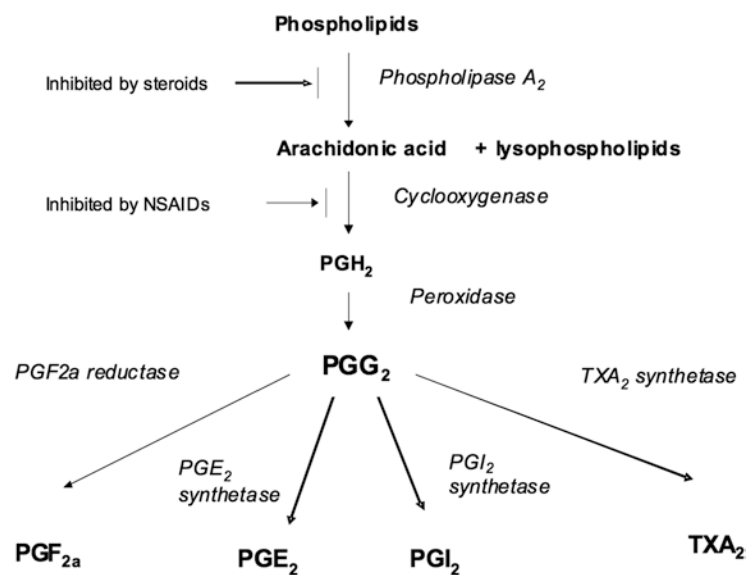 Phospholipids
Inhibited by steroids
Phospholipase A₂
Arachidonic acid + lysophospholipids
Inhibited by NSAIDs
Cyclooxygenase
PGH₂
Peroxidase
PGF2a reductase
PGG₂
TXA₂ synthetase
PGE₂
synthetase
PGI₂
synthetase
PGF₂ₐ
PGE₂
PGI₂
TXA₂